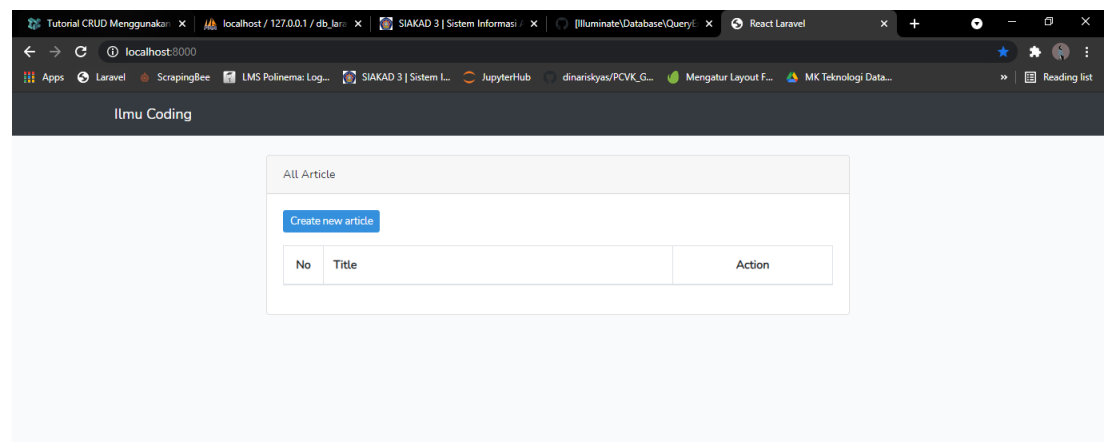 Tutorial CRUD Menggunakan
localhost / 127.0.0.1 / db_lara
SIAKAD 3 | Sistem Informasi A
[Illuminate\Database\QueryE
React Laravel
localhost:8000
Apps
Laravel
ScrapingBee
LMS Polinema: Log...
SIAKAD 3 | Sistem I...
JupyterHub
dinariskyas/PCVK_G...
Mengatur Layout F...
MK Teknologi Data...
»
Reading list
Ilmu Coding
All Article
Create new article
No Title Action